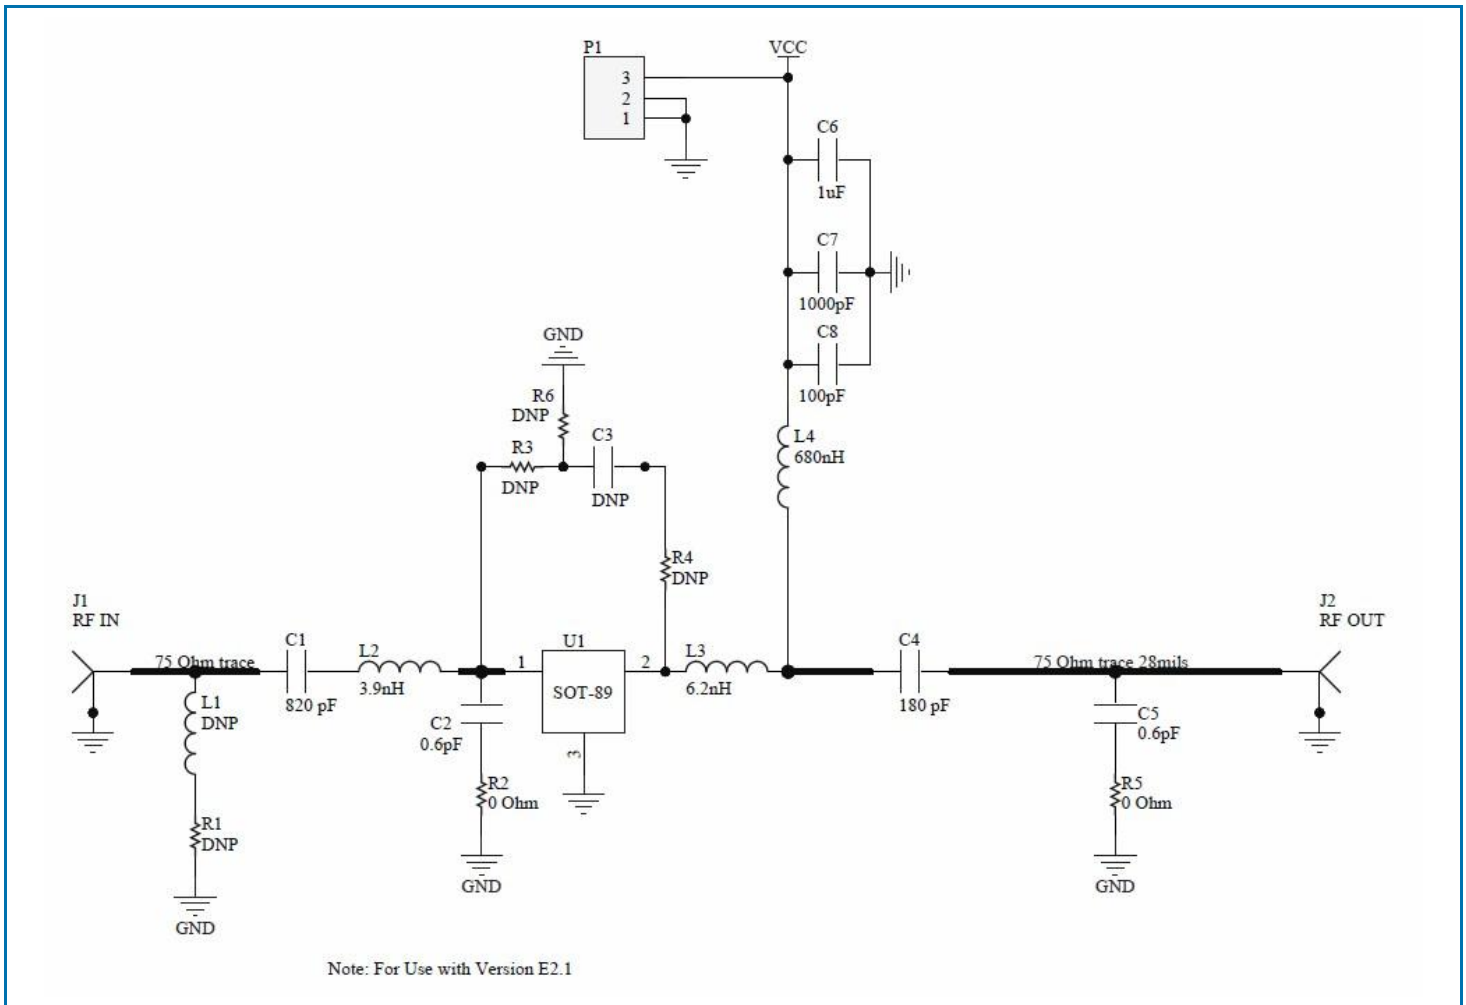 P1
VCC
3
2
1
C6
1uF
C7
1000pF
C8
100pF
GND
R6
DNP
R3
DNP
C3
DNP
L4
680nH
R4
DNP
J1
RF IN
75 Ohm trace
C1
820 pF
L2
3.9nH
1
U1
SOT-89
2
3
L3
6.2nH
C4
180 pF
75 Ohm trace 28mils
J2
RF OUT
L1
DNP
C2
0.6pF
C5
0.6pF
R2
0 Ohm
R5
0 Ohm
R1
DNP
GND
GND
GND
Note: For Use with Version E2.1